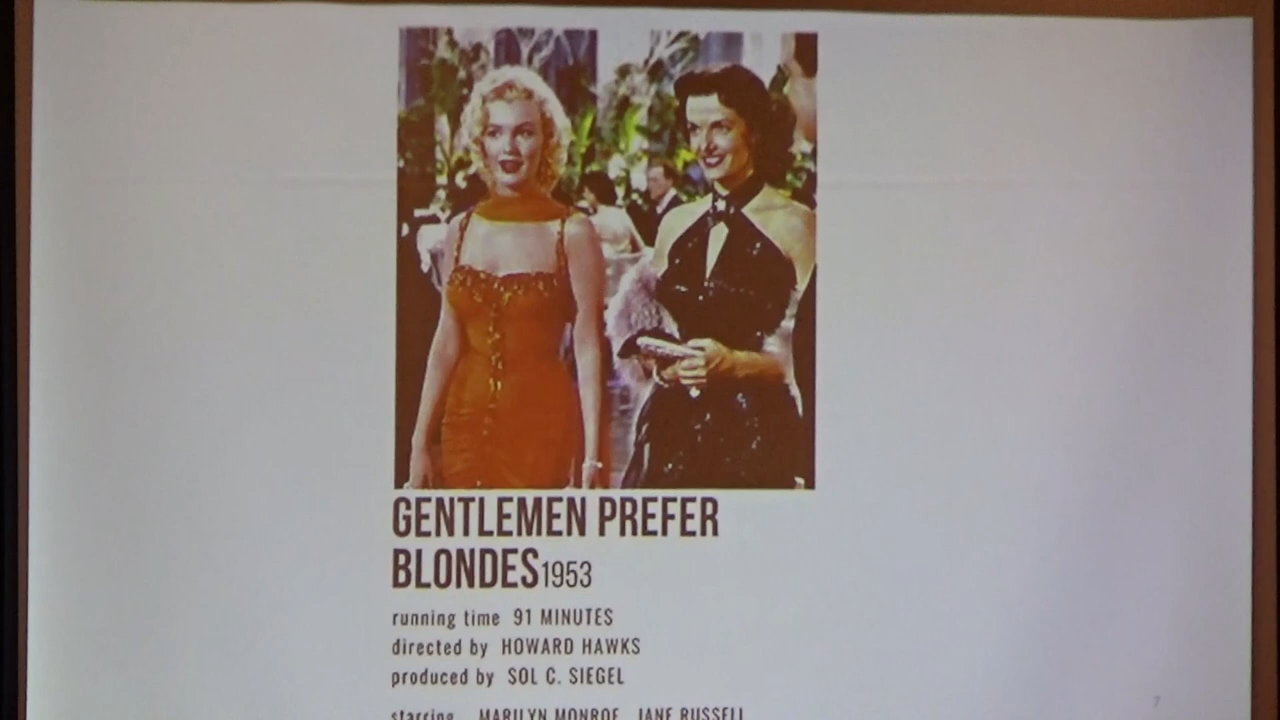 GENTLEMEN PREFER
BLONDES1953
running time 91 MINUTES
directed by HOWARD HAWKS
produced by SOL C. SIEGEL
starring MARILYN MONROE JANE RUSSELL
7